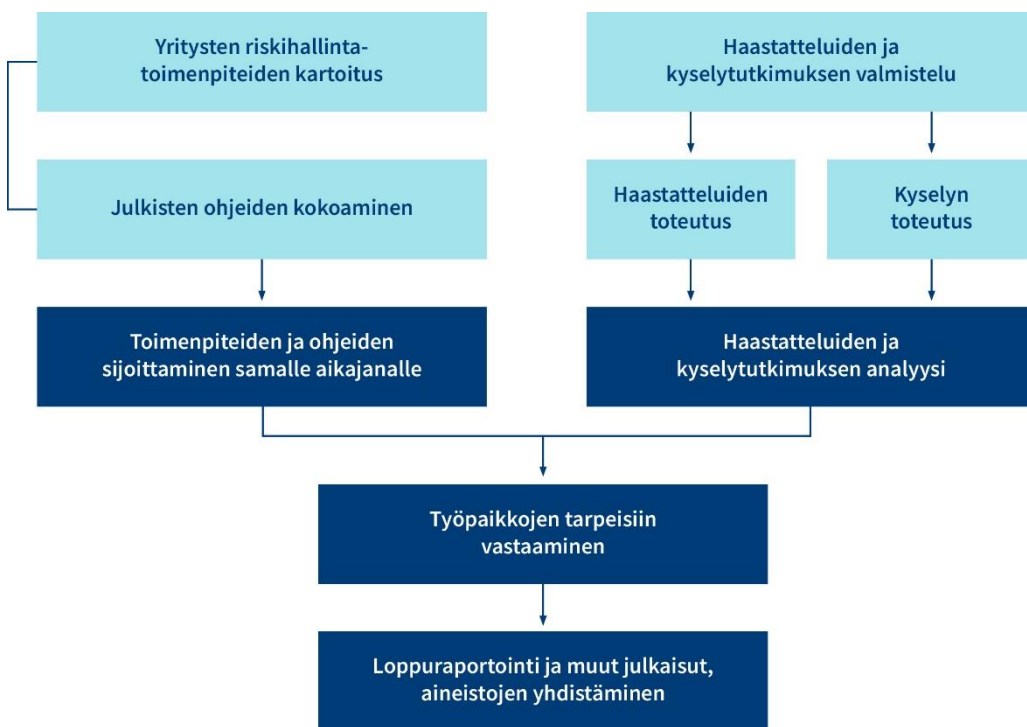 Yritysten riskihallinta-
toimenpiteiden kartoitus
Haastatteluiden ja
kyselytutkimuksen valmistelu
Julkisten ohjeiden kokoaminen
Haastatteluiden
toteutus
Kyselyn
toteutus
Toimenpiteiden ja ohjeiden
sijoittaminen samalle aikajanalle
Haastatteluiden ja
kyselytutkimuksen analyysi
Työpaikkojen tarpeisiin
vastaaminen
Loppuraportointi ja muut julkaisut,
aineistojen yhdistäminen